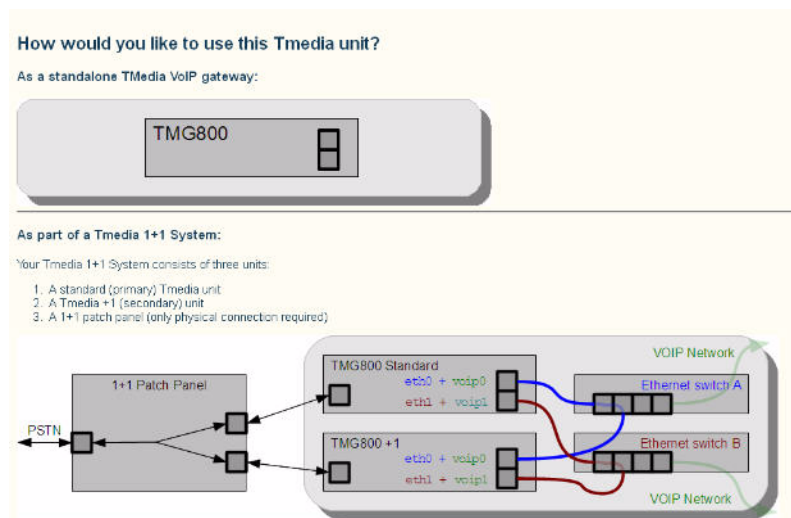 How would you like to use this Tmedia unit?
As a standalone TMedia VoIP gateway:
TMG800
As part of a Tmedia 1+1 System:
Your Tmedia 1+1 System consists of three units:
1. A standard (primary) Tmedia unit
2. A Tmedia +1 (secondary) unit
3. A 1+1 patch panel (only physical connection required)
PSTN
1+1 Patch Panel
TMG800 Standard
eth0 + voip0
eth1 + voip1
TMG800 +1
eth0 + voip0
eth1 + voip1
VOIP Network
Ethernet switch A
Ethernet switch B
VOIP Network